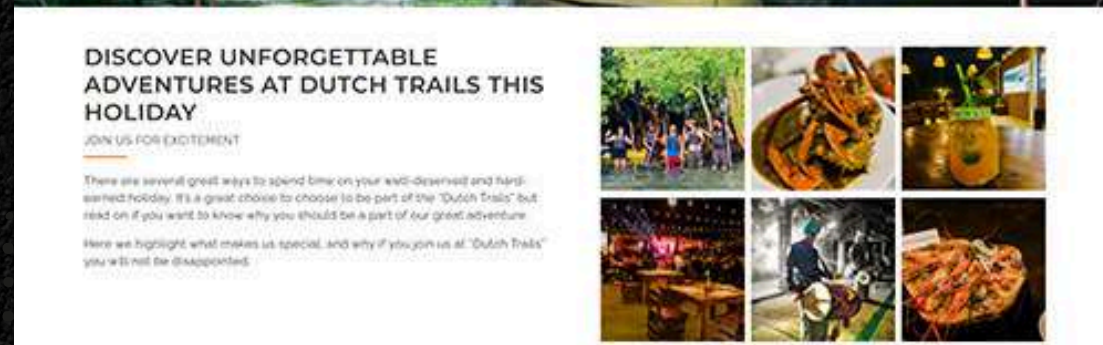 DISCOVER UNFORGETTABLE
ADVENTURES AT DUTCH TRAILS THIS
HOLIDAY
JOIN US FOR EXCITEMENT
There are several great ways to spend time on your well-deserved and hard-
earned holiday. It's a great choice to choose to be part of the "Dutch Trails" but
read on if you want to know why you should be a part of our great adventure
Here we highlight what makes us special, and why if you join us at "Dutch Trails"
you will not be disappointed.